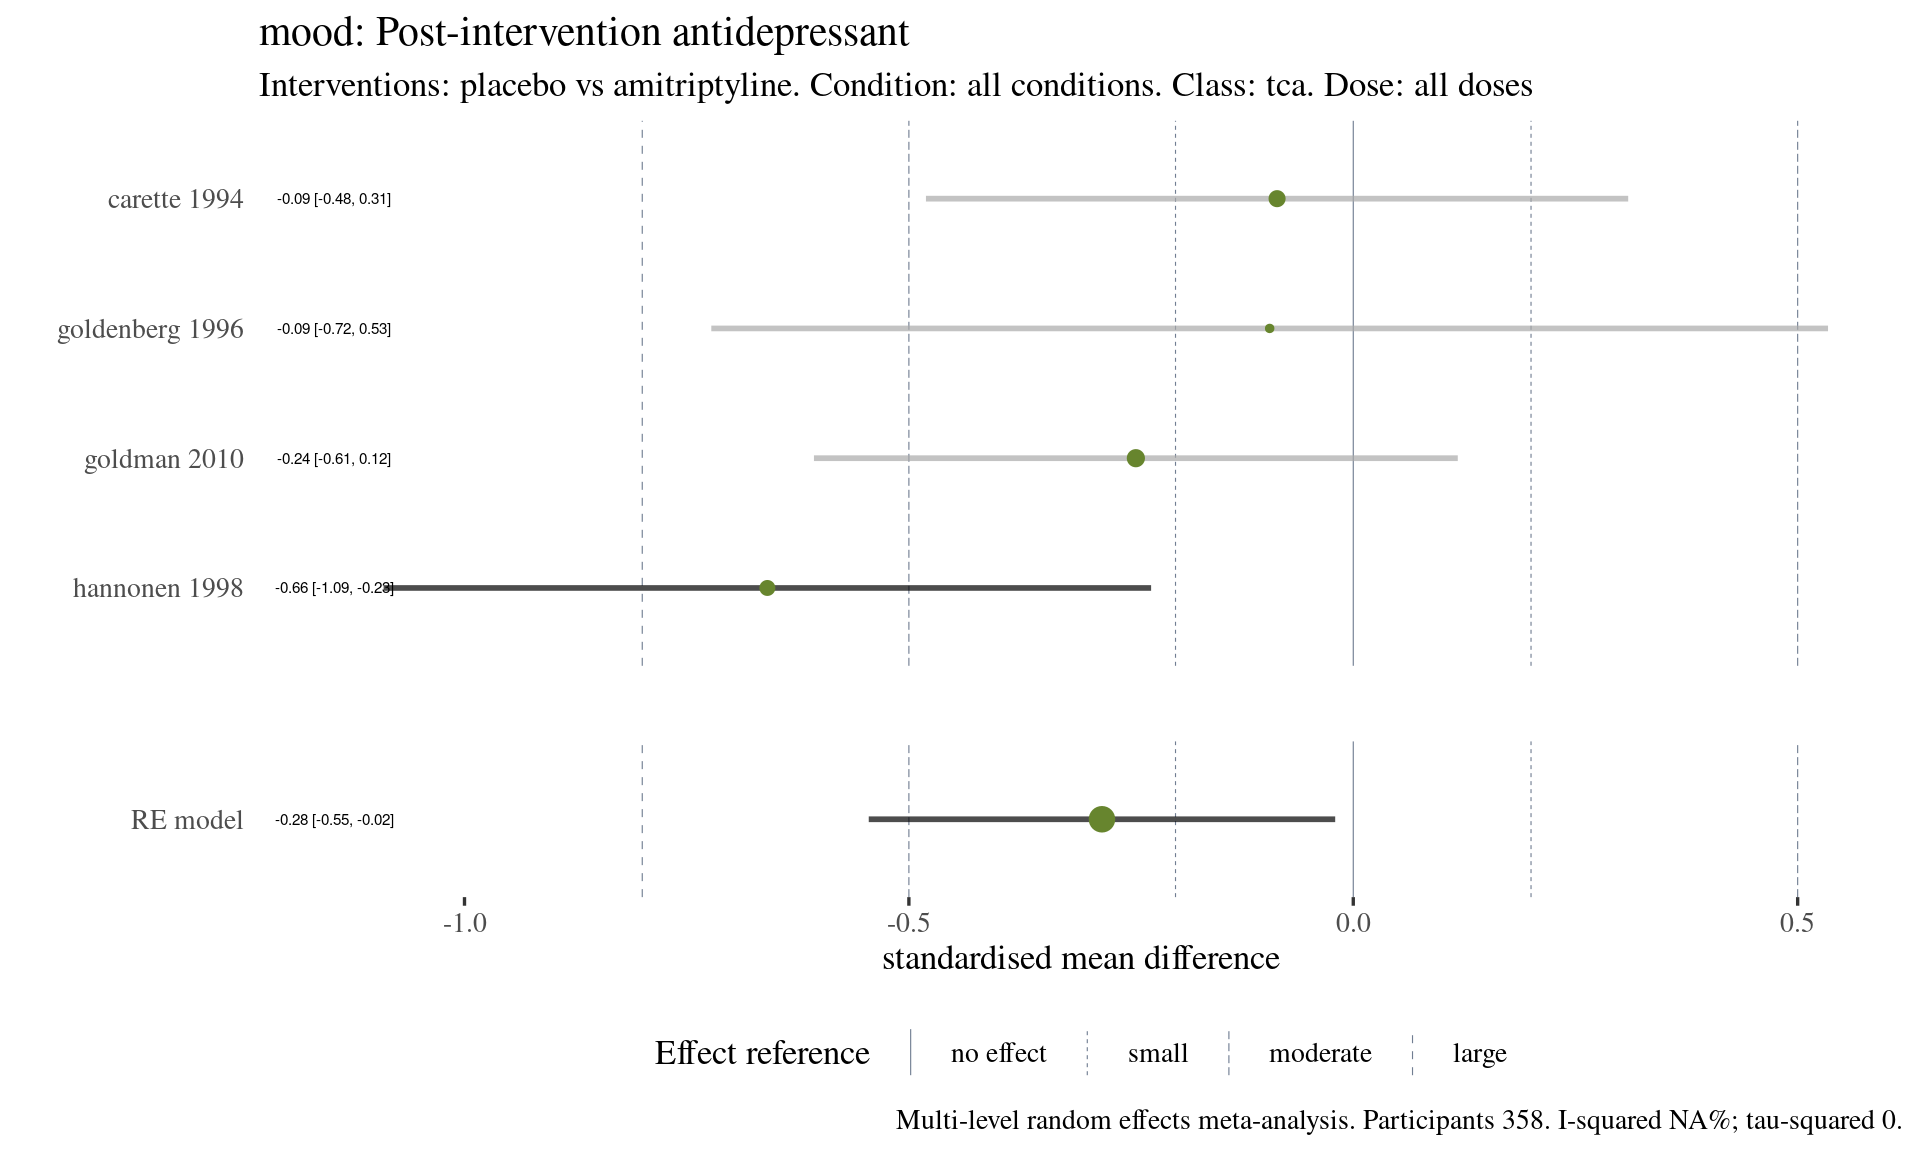 mood: Post-intervention antidepressant
Interventions: placebo vs amitriptyline. Condition: all conditions. Class: tca. Dose: all doses
carette 1994 -0.09 [-0.48, 0.31]
goldenberg 1996 -0.09 [-0.72, 0.53]
goldman 2010 -0.24 [-0.61, 0.12]
hannonen 1998 -0.66 [-1.09, -0.23]
RE model -0.28 [-0.55, -0.02]
-1.0 -0.5 0.0 0.5
standardised mean difference
Effect reference no effect small moderate large
Multi-level random effects meta-analysis. Participants 358. I-squared NA%; tau-squared 0.